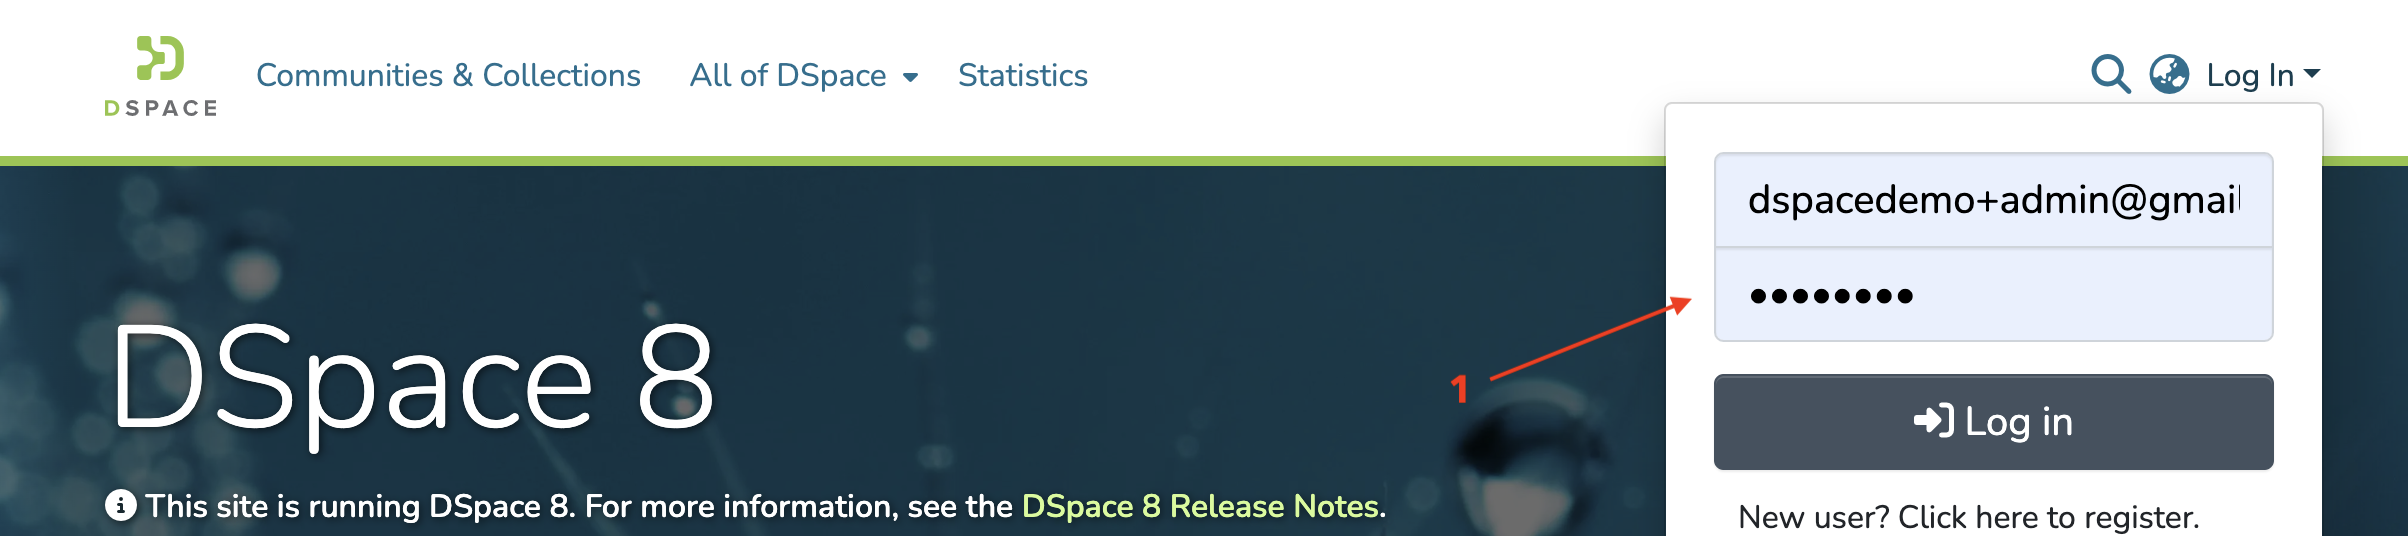 DSPACE
Communities & Collections
All of DSpace
Statistics
Log In
dspacedemo+admin@gmail
••••••••
1
Log in
DSpace 8
This site is running DSpace 8. For more information, see the DSpace 8 Release Notes.
New user? Click here to register.